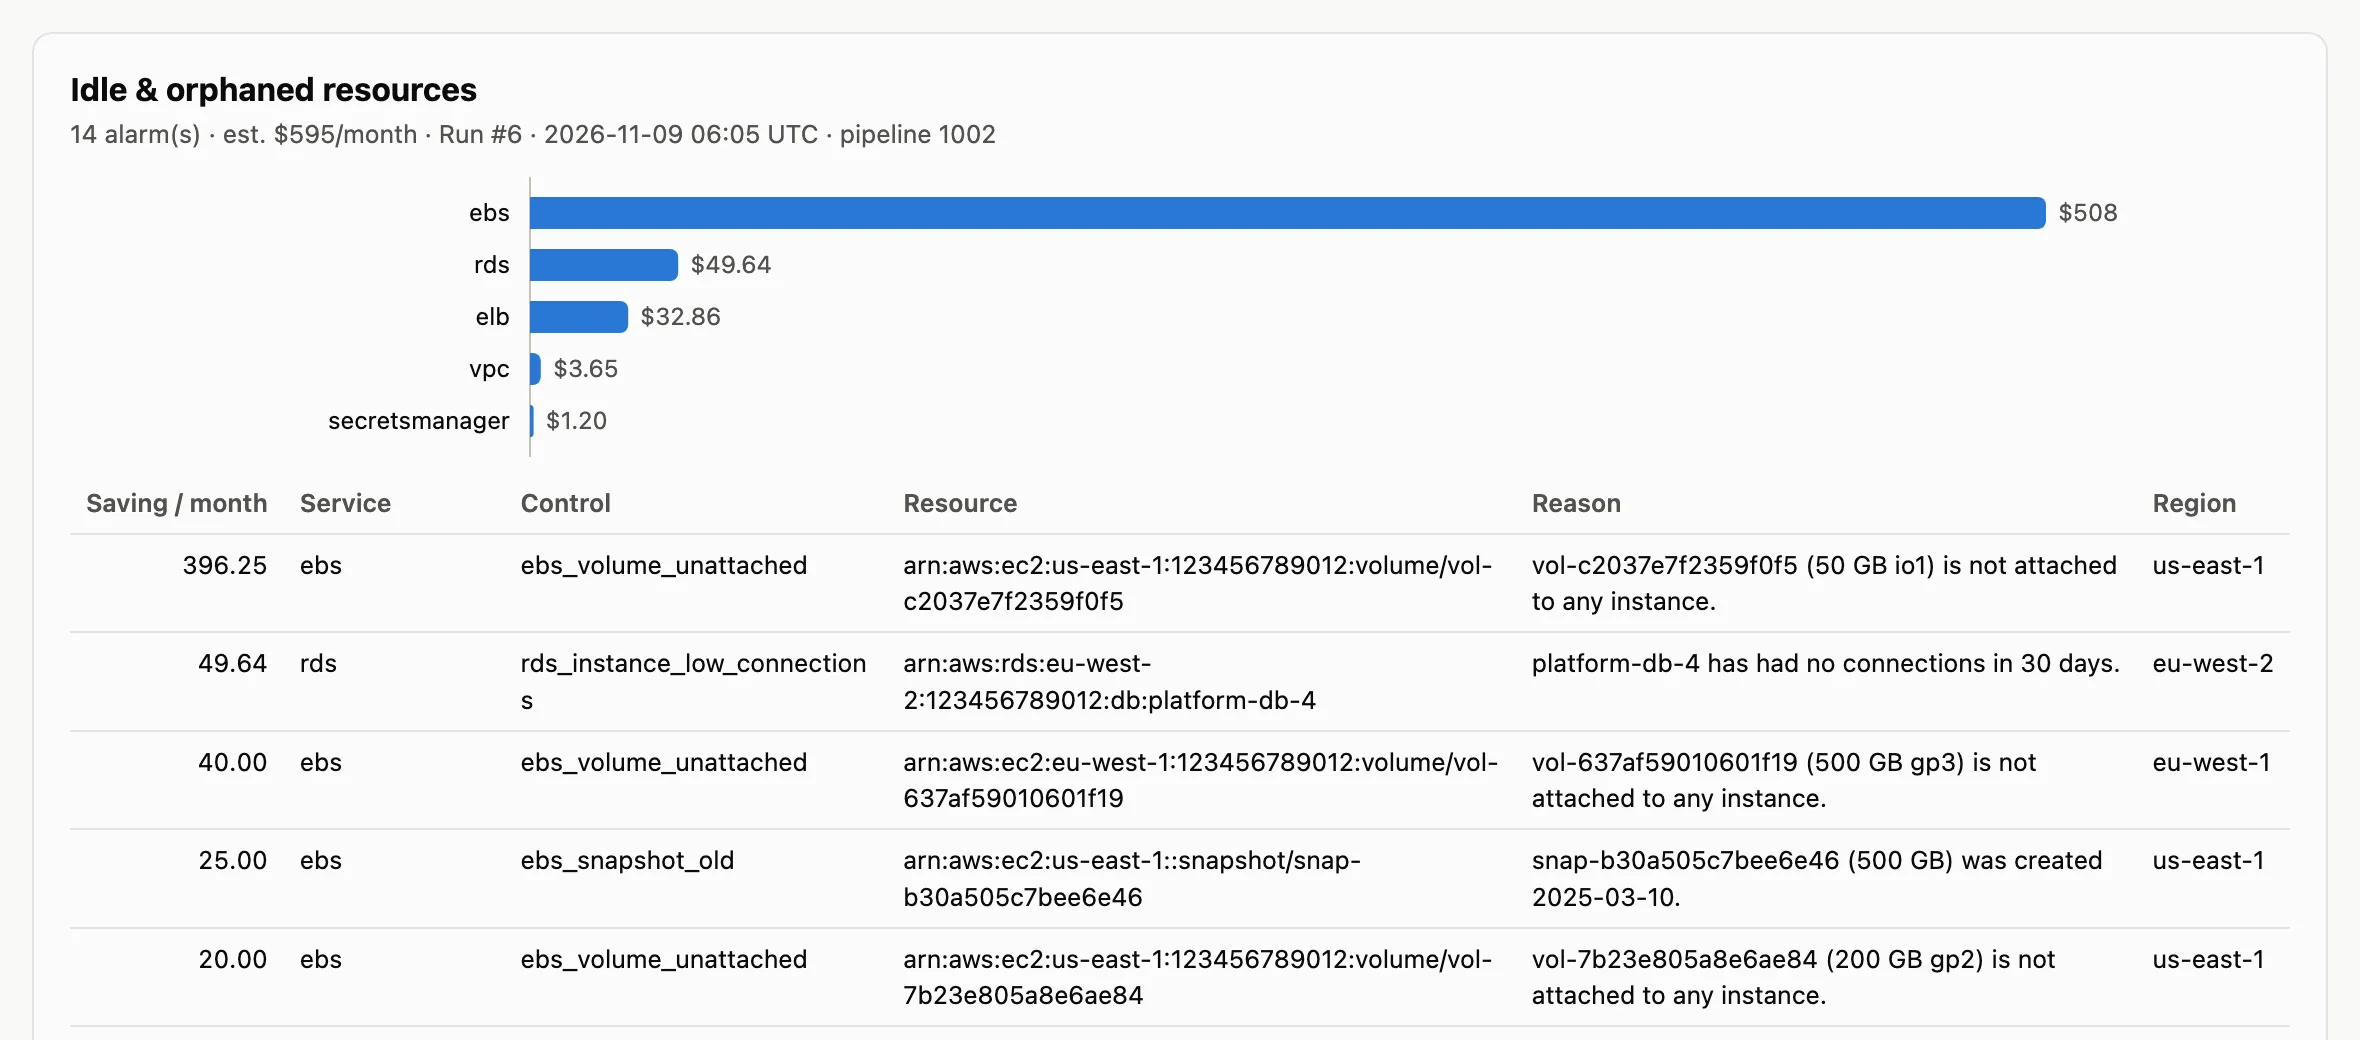 Idle & orphaned resources
14 alarm(s) · est. $595/month · Run #6 · 2026-11-09 06:05 UTC · pipeline 1002
ebs $508
rds $49.64
elb $32.86
vpc $3.65
secretsmanager $1.20
Saving / month Service Control Resource Reason Region
396.25 ebs ebs_volume_unattached arn:aws:ec2:us-east-1:123456789012:volume/vol- vol-c2037e7f2359f0f5 (50 GB io1) is not attached us-east-1
c2037e7f2359f0f5 to any instance.
49.64 rds rds_instance_low_connection arn:aws:rds:eu-west- platform-db-4 has had no connections in 30 days. eu-west-2
s 2:123456789012:db:platform-db-4
40.00 ebs ebs_volume_unattached arn:aws:ec2:eu-west-1:123456789012:volume/vol- vol-637af59010601f19 (500 GB gp3) is not eu-west-1
637af59010601f19 attached to any instance.
25.00 ebs ebs_snapshot_old arn:aws:ec2:us-east-1::snapshot/snap- snap-b30a505c7bee6e46 (500 GB) was created us-east-1
b30a505c7bee6e46 2025-03-10.
20.00 ebs ebs_volume_unattached arn:aws:ec2:us-east-1:123456789012:volume/vol- vol-7b23e805a8e6ae84 (200 GB gp2) is not us-east-1
7b23e805a8e6ae84 attached to any instance.